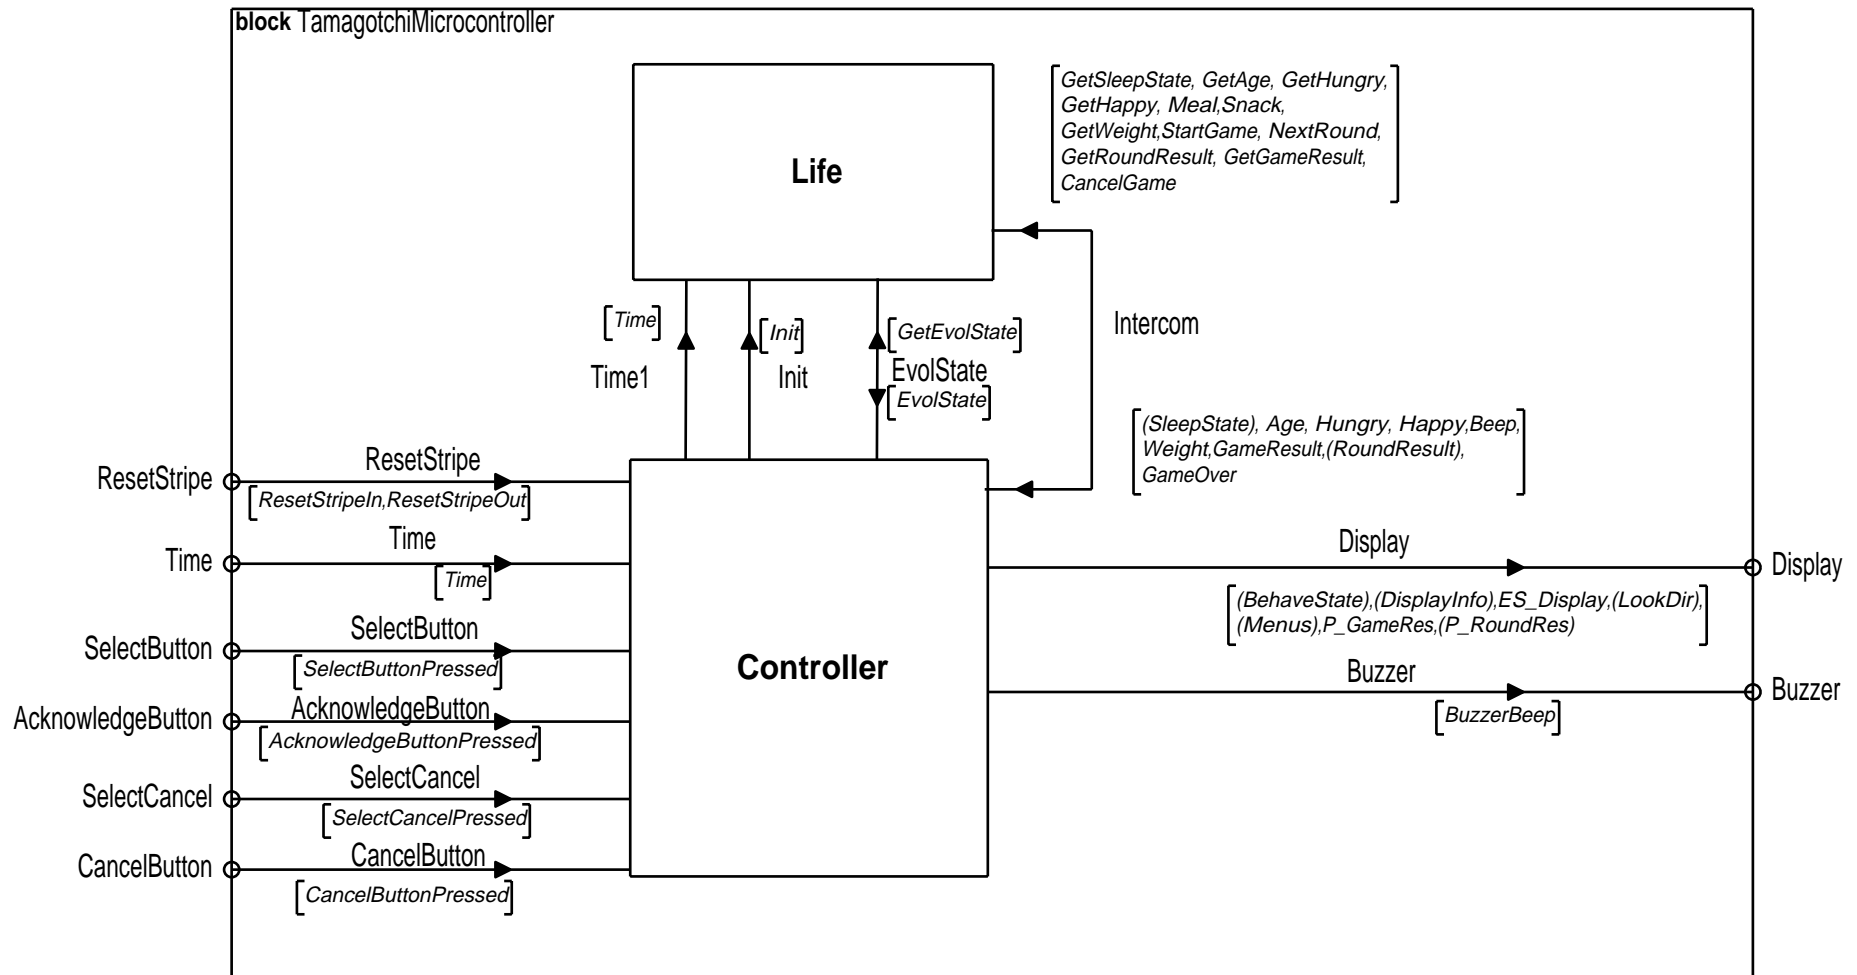 block TamagotchiMicrocontroller
GetSleepState, GetAge, GetHungry,
GetHappy, Meal,Snack,
GetWeight,StartGame, NextRound,
GetRoundResult, GetGameResult,
CancelGame
Life
Time
Init
GetEvolState
Intercom
Time1
Init
EvolState
EvolState
(SleepState), Age, Hungry, Happy,Beep,
Weight,GameResult,(RoundResult),
GameOver
ResetStripe
ResetStripe
ResetStripeIn,ResetStripeOut
Time
Time
Time
Display
Display
(BehaveState),(DisplayInfo),ES_Display,(LookDir),
(Menus),P_GameRes,(P_RoundRes)
SelectButton
SelectButton
SelectButtonPressed
Controller
Buzzer
Buzzer
BuzzerBeep
AcknowledgeButton
AcknowledgeButton
AcknowledgeButtonPressed
SelectCancel
SelectCancel
SelectCancelPressed
CancelButton
CancelButton
CancelButtonPressed